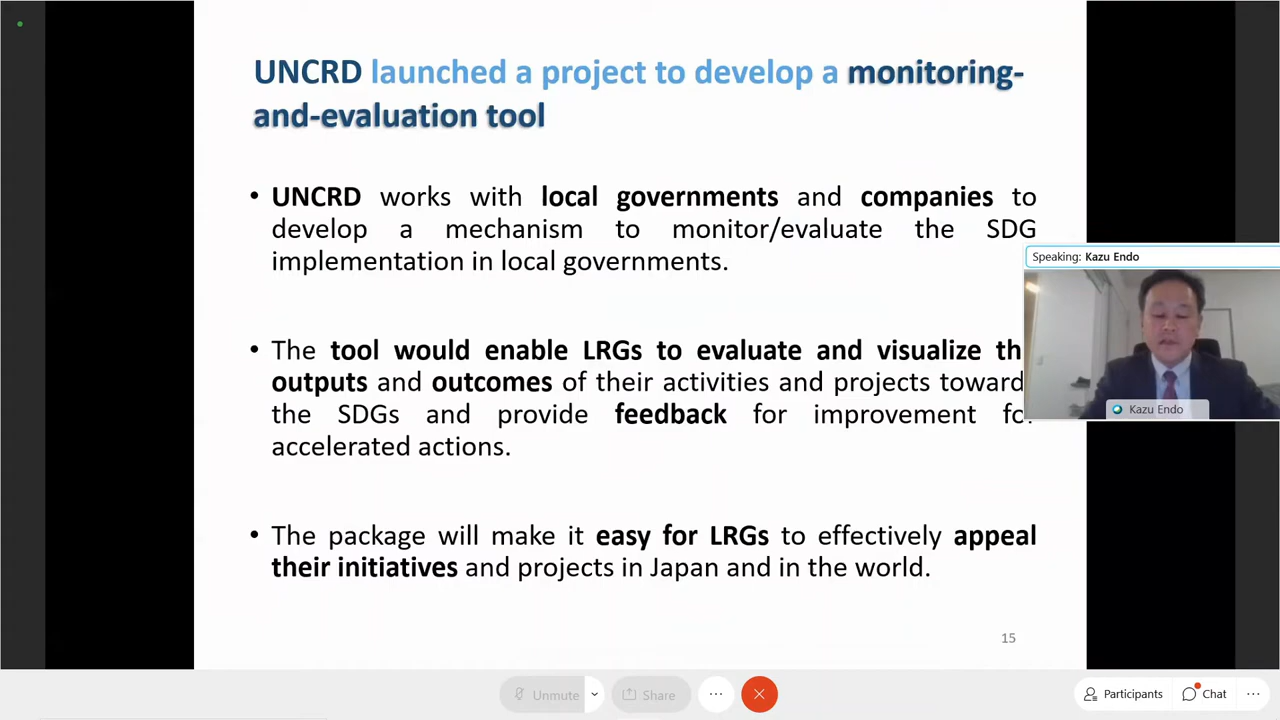 UNCRD launched a project to develop a monitoring-
and-evaluation tool
• UNCRD works with local governments and companies to
develop a mechanism to monitor/evaluate the SDG
implementation in local governments.
• The tool would enable LRGs to evaluate and visualize th
outputs and outcomes of their activities and projects toward
the SDGs and provide feedback for improvement fo
accelerated actions.
• The package will make it easy for LRGs to effectively appeal
their initiatives and projects in Japan and in the world.
15
Speaking: Kazu Endo
Kazu Endo
Unmute
Share
Participants
Chat